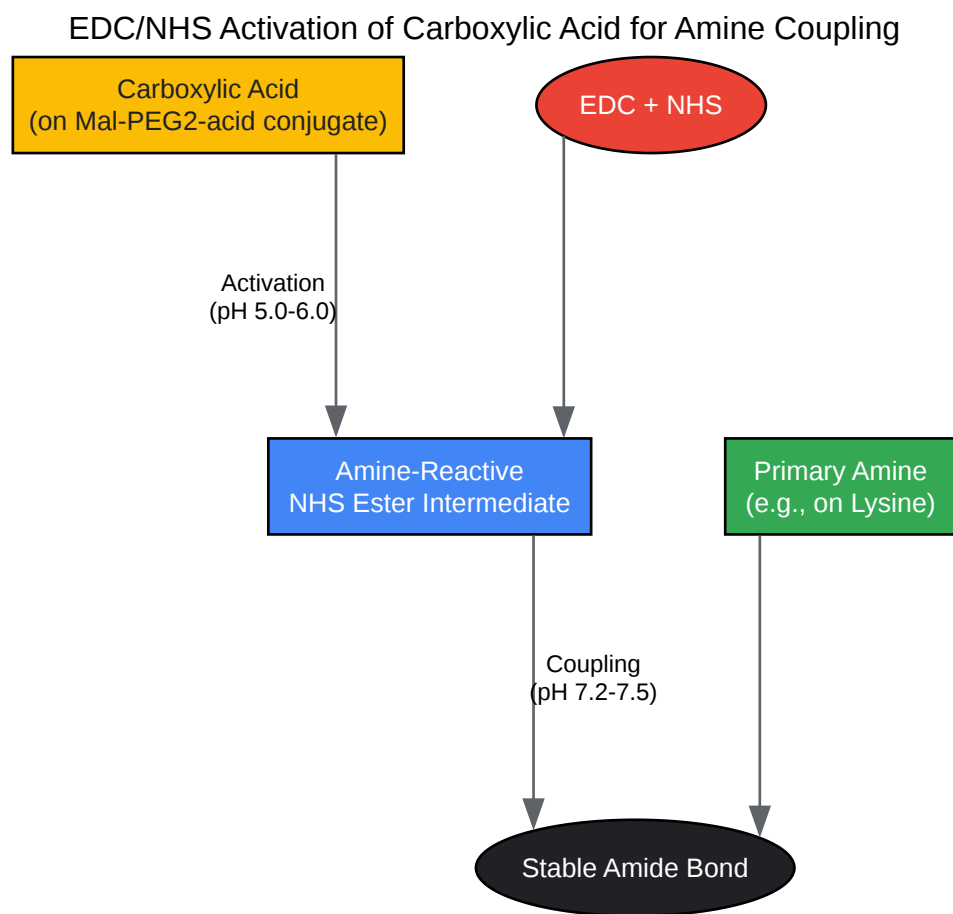 EDC/NHS Activation of Carboxylic Acid for Amine Coupling
Carboxylic Acid
(on Mal-PEG2-acid conjugate)
EDC + NHS
Activation
(pH 5.0-6.0)
Amine-Reactive
NHS Ester Intermediate
Primary Amine
(e.g., on Lysine)
Coupling
(pH 7.2-7.5)
Stable Amide Bond